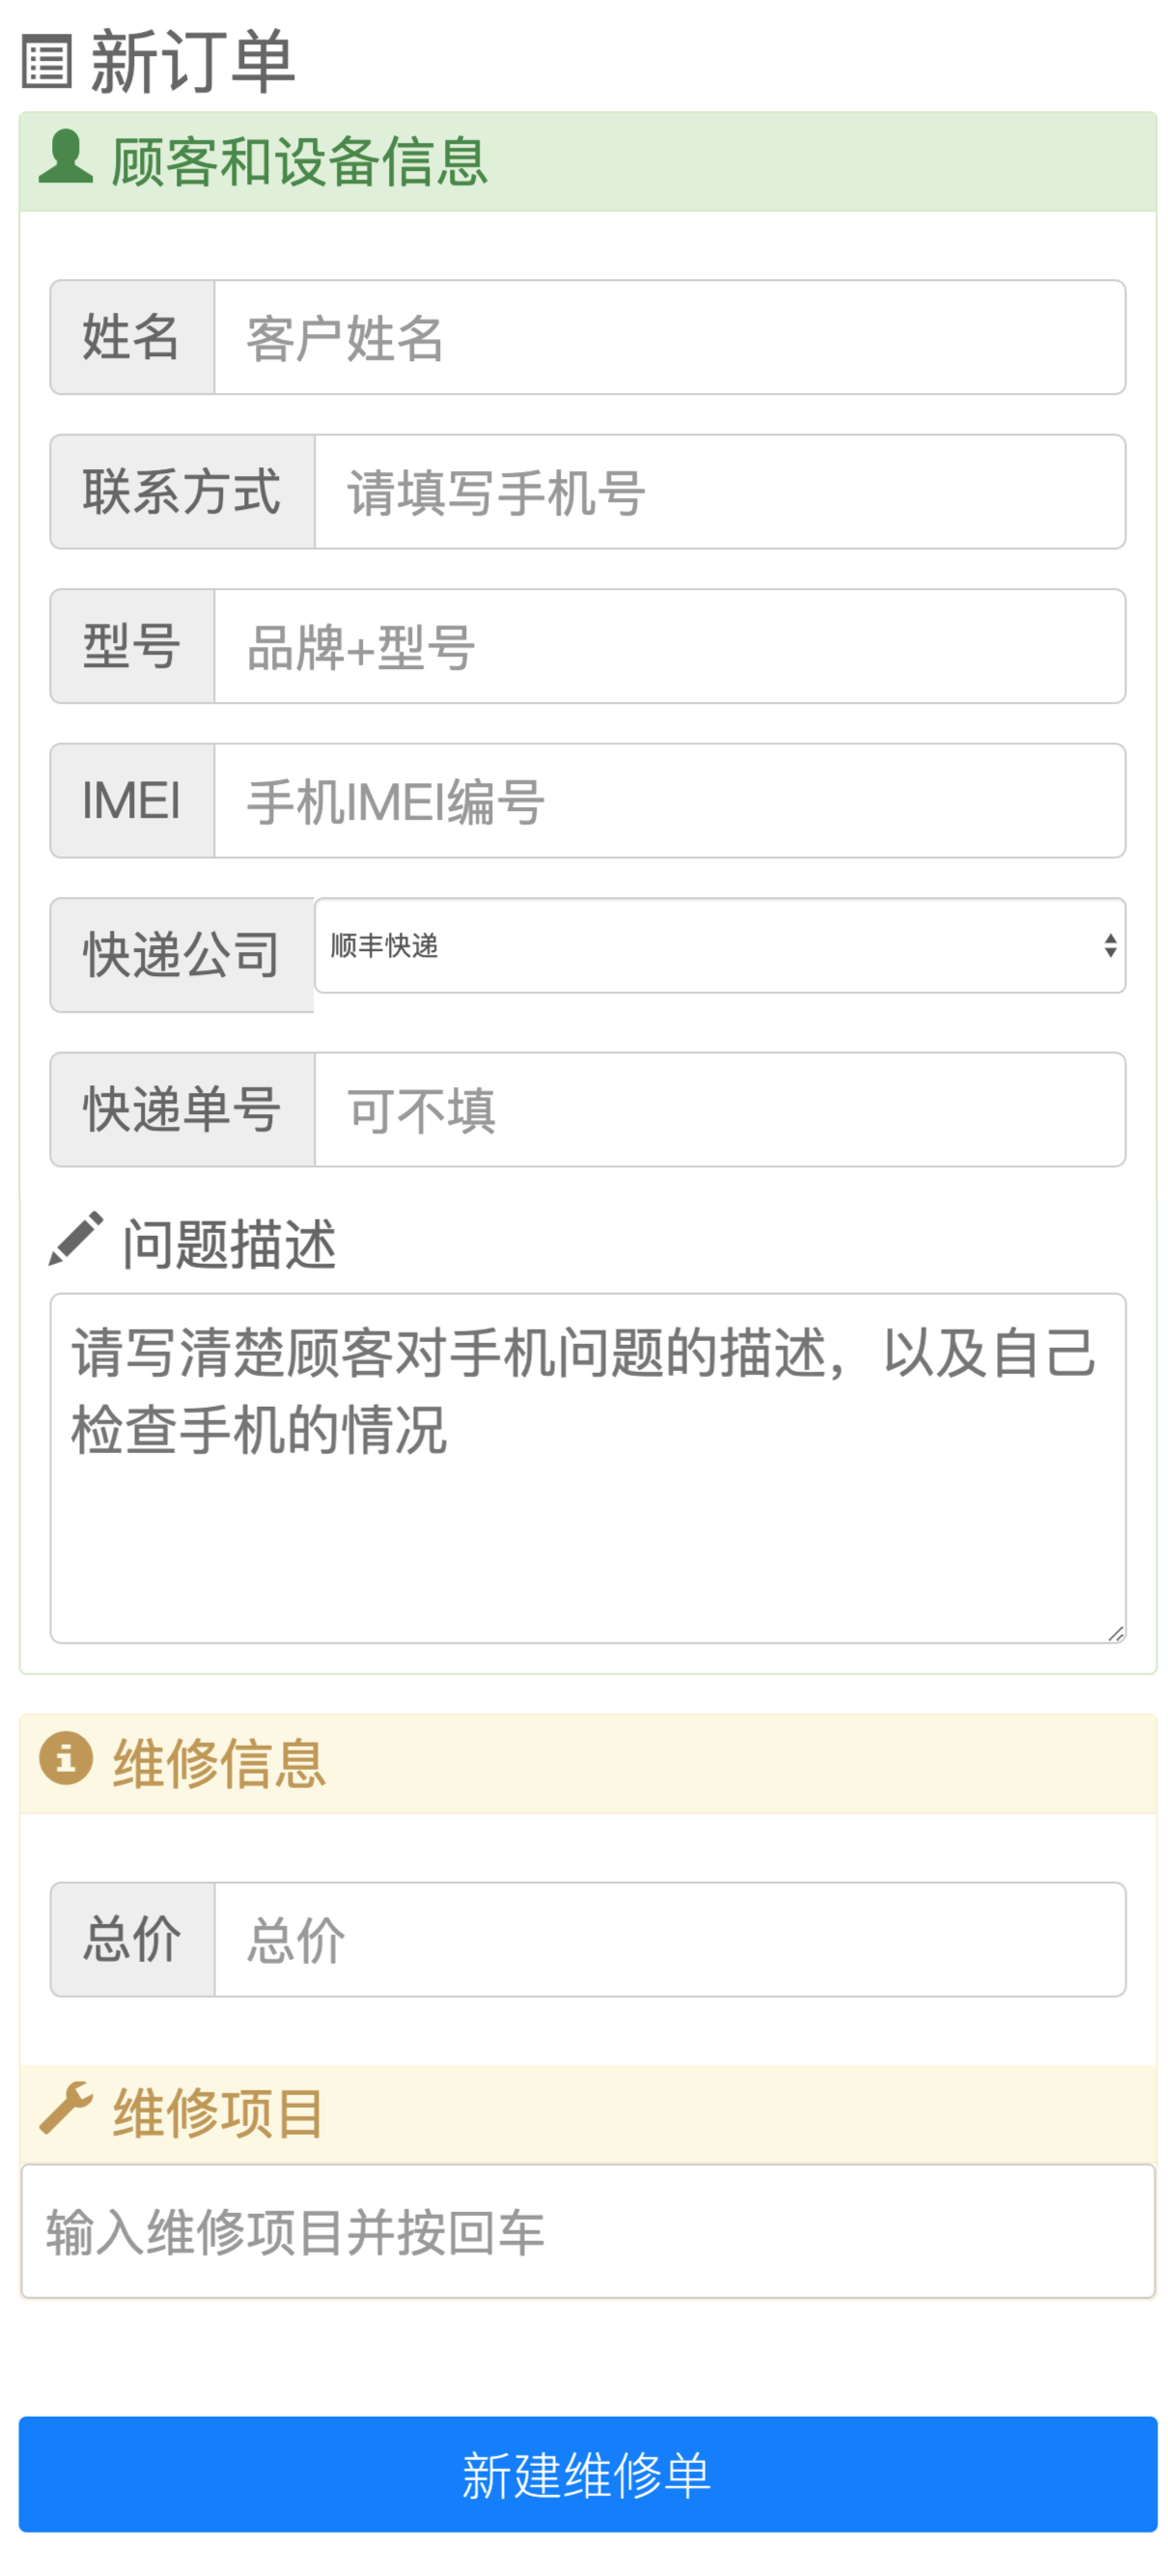 新订单
顾客和设备信息
姓名 客户姓名
联系方式 请填写手机号
型号 品牌+型号
IMEI 手机IMEI编号
快递公司 顺丰快递
快递单号 可不填
问题描述
请写清楚顾客对手机问题的描述，以及自己
检查手机的情况
维修信息
总价 总价
维修项目
输入维修项目并按回车
新建维修单